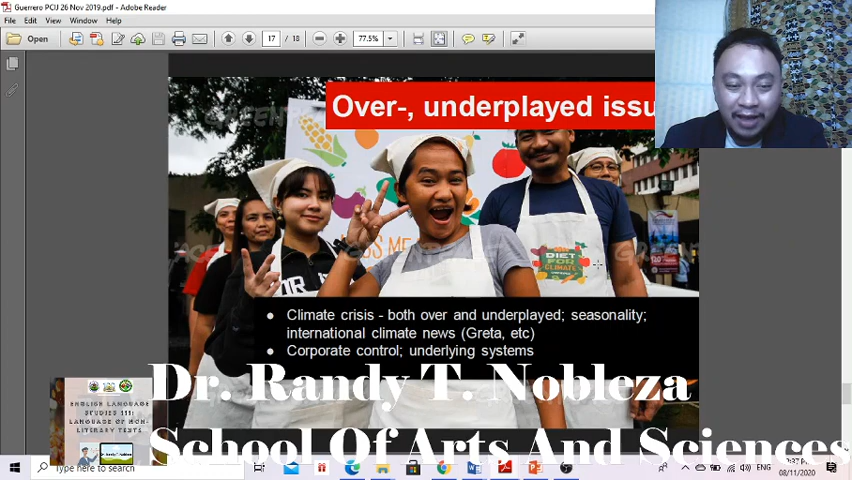 Guerrero PCIJ 26 Nov 2019.pdf - Adobe Reader
File Edit View Window Help
Open 17 / 18 77.5%
Over-, underplayed issu
GREENPEACE
DIET
FOR
CLIMATE
Climate crisis - both over and underplayed; seasonality;
international climate news (Greta, etc)
Corporate control; underlying systems
Dr. Randy T. Nobleza
School Of Arts And Sciences
ENGLISH LANGUAGE
STUDIES 111:
LANGUAGE OF NON-
LITERARY TEXTS
Type here to search
ENG
08/11/2020